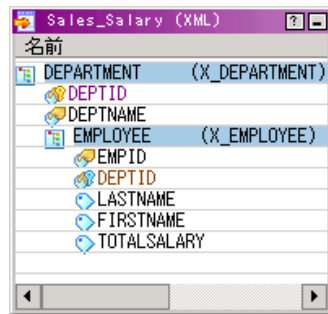 Sales_Salary (XML)
名前
DEPARTMENT (X_DEPARTMENT)
DEPTID
DEPTNAME
EMPLOYEE (X_EMPLOYEE)
EMPID
DEPTID
LASTNAME
FIRSTNAME
TOTALSALARY